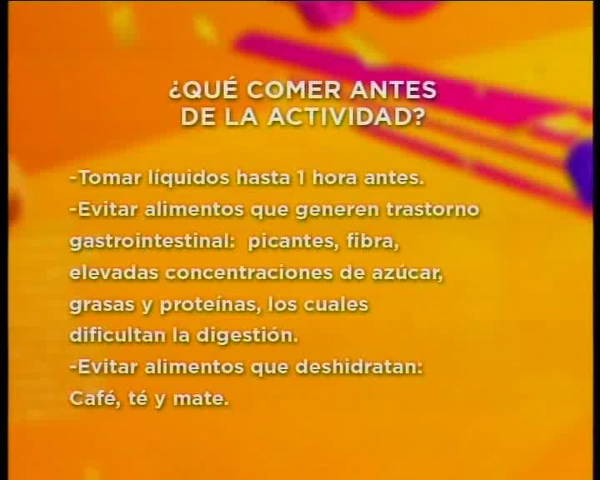 ¿QUÉ COMER ANTES
DE LA ACTIVIDAD?
-Tomar líquidos hasta 1 hora antes.
-Evitar alimentos que generen trastorno
gastrointestinal:  picantes, fibra,
elevadas concentraciones de azúcar,
grasas y proteínas, los cuales
dificultan la digestión.
-Evitar alimentos que deshidratan:
Café, té y mate.